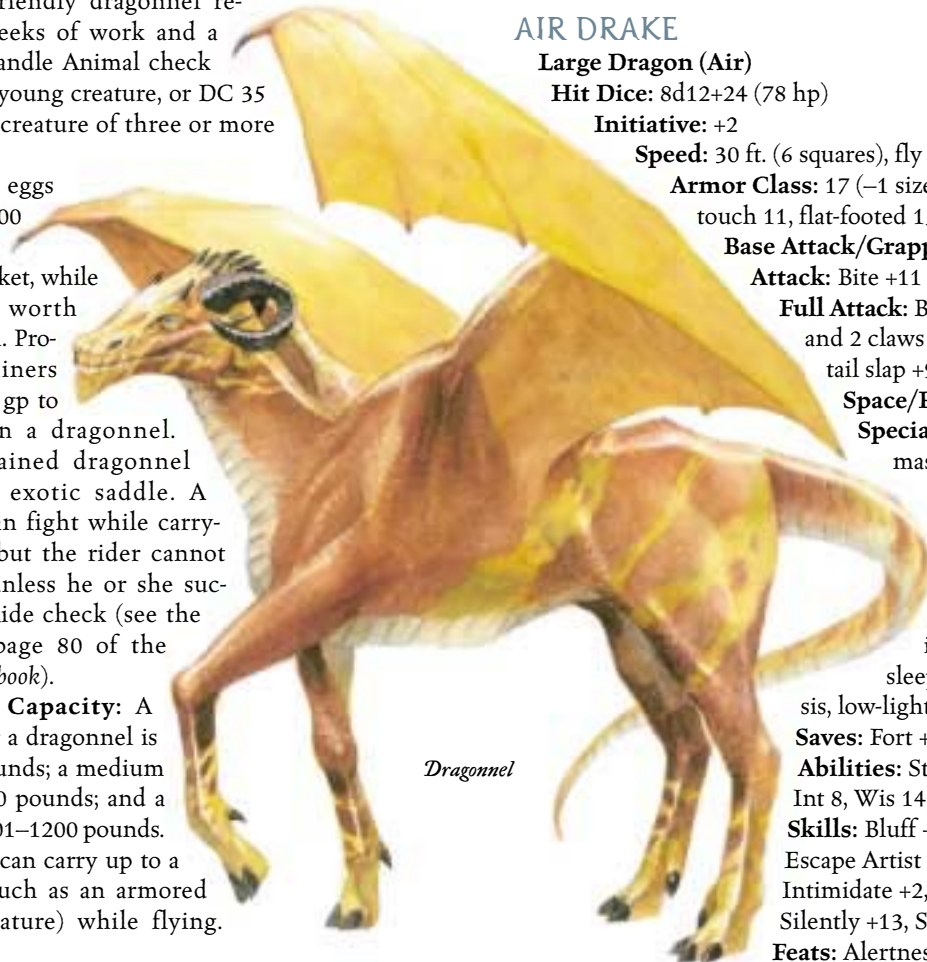 friendly dragonnel re-
eeks of work and a
andle Animal check
young creature, or DC 35
creature of three or more
eggs
00
ket, while
worth
Pro-
iners
gp to
n a dragonnel.
ained dragonnel
exotic saddle. A
n fight while carry-
but the rider cannot
unless he or she suc-
ide check (see the
page 80 of the
book).
Capacity: A
a dragonnel is
unds; a medium
0 pounds; and a
01–1200 pounds.
can carry up to a
uch as an armored
ature) while flying.
Dragonnel
AIR DRAKE
Large Dragon (Air)
Hit Dice: 8d12+24 (78 hp)
Initiative: +2
Speed: 30 ft. (6 squares), fly
Armor Class: 17 (–1 size
touch 11, flat-footed 1
Base Attack/Grapp
Attack: Bite +11
Full Attack: B
and 2 claws
tail slap +9
Space/
Specia
mas
i
sleep
sis, low-light
Saves: Fort +
Abilities: St
Int 8, Wis 14
Skills: Bluff
Escape Artist
Intimidate +2,
Silently +13, S
Feats: Alertnes